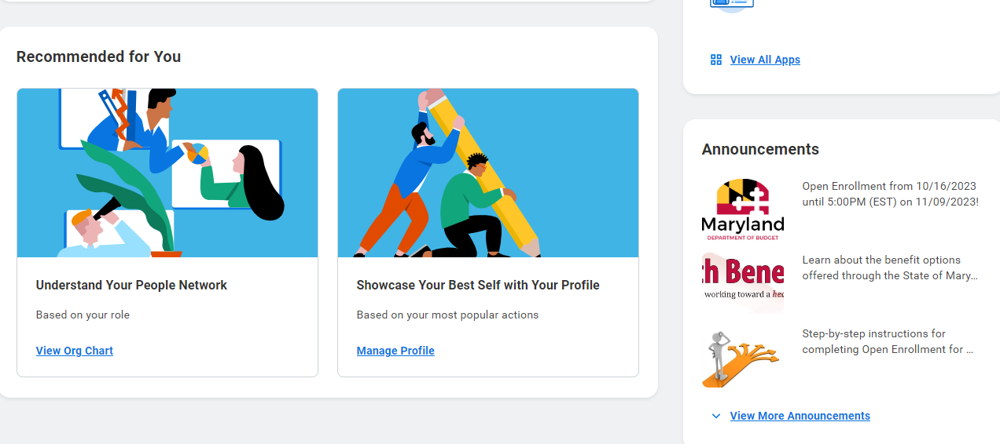 Recommended for You
Understand Your People Network
Based on your role
View Org Chart
Showcase Your Best Self with Your Profile
Based on your most popular actions
Manage Profile
View All Apps
Announcements
Maryland
DEPARTMENT OF BUDGET
Open Enrollment from 10/16/2023
until 5:00PM (EST) on 11/09/2023!
th Bene
working toward a hea
Learn about the benefit options
offered through the State of Mary...
Step-by-step instructions for
completing Open Enrollment for ...
View More Announcements